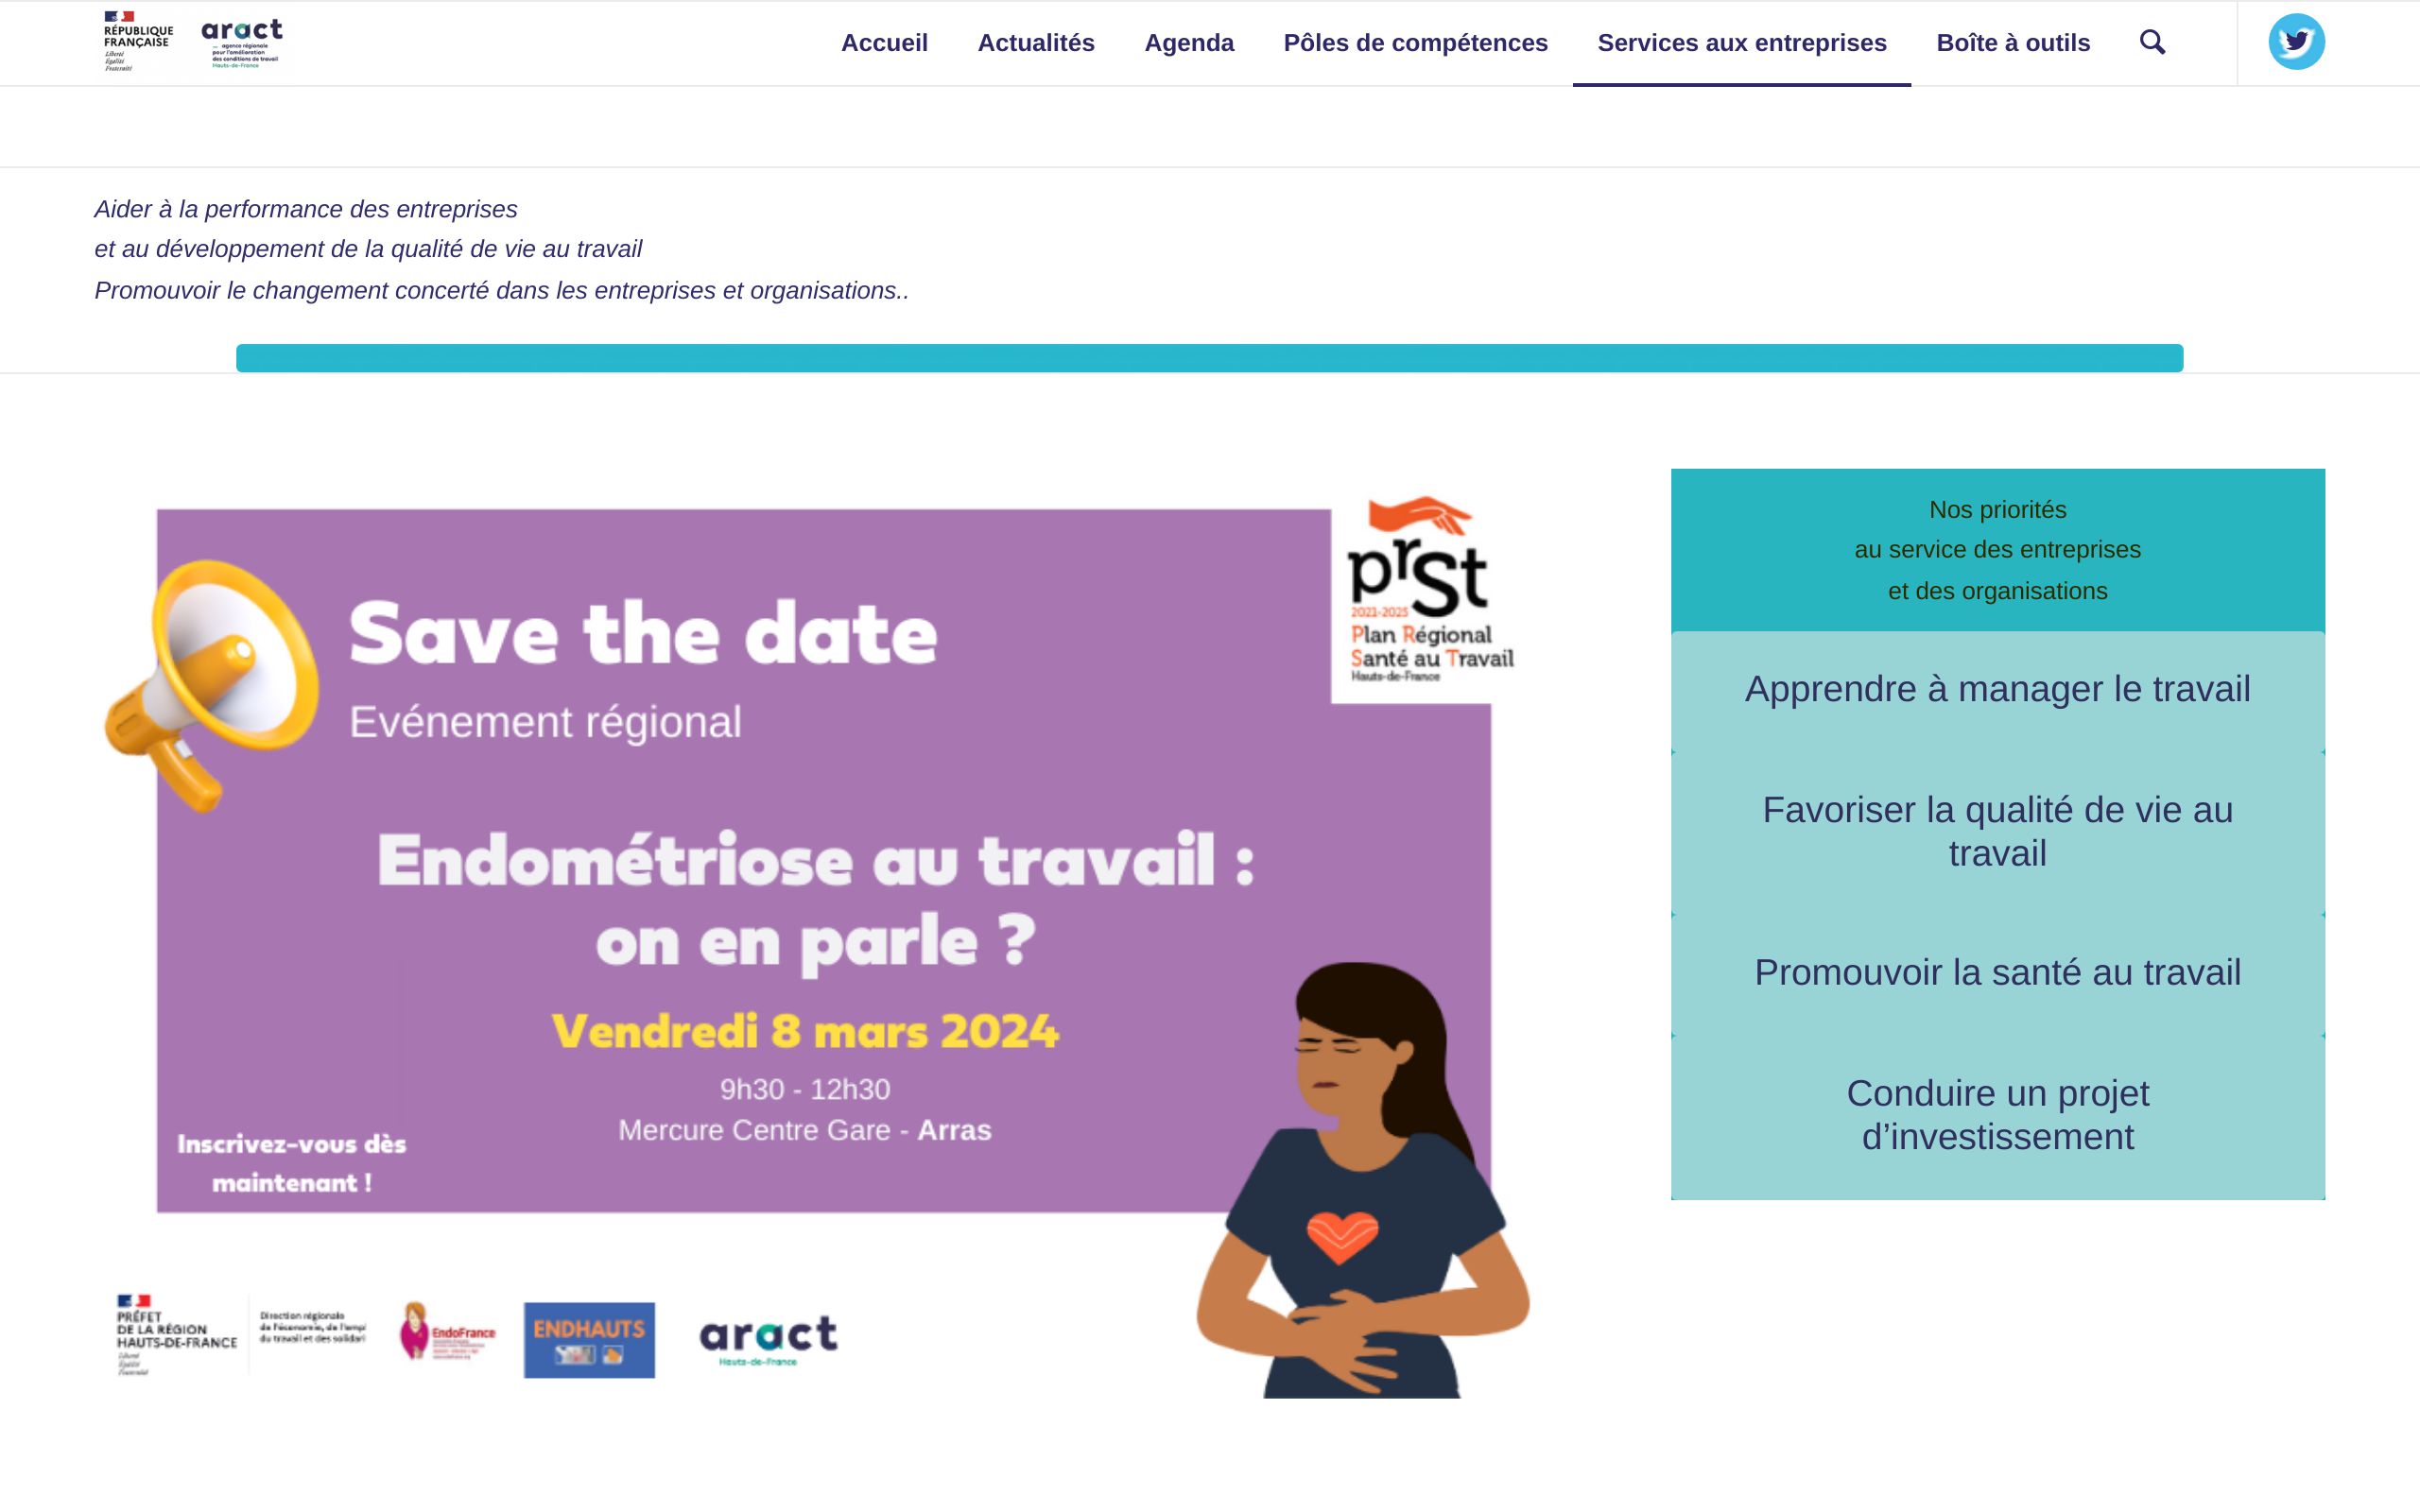 RÉPUBLIQUE
FRANÇAISE
Liberté
Égalité
Fraternité
aract
agence régionale
pour l'amélioration
des conditions de travail
Hauts-de-France
Accueil
Actualités
Agenda
Pôles de compétences
Services aux entreprises
Boîte à outils
Aider à la performance des entreprises
et au développement de la qualité de vie au travail
Promouvoir le changement concerté dans les entreprises et organisations..
prst
2021-2025
Plan Régional
Santé au Travail
Hauts-de-France
Save the date
Evénement régional
Endométriose au travail :
on en parle ?
Vendredi 8 mars 2024
9h30 - 12h30
Mercure Centre Gare - Arras
Inscrivez-vous dès
maintenant !
PRÉFET
DE LA RÉGION
HAUTS-DE-FRANCE
Liberté
Égalité
Fraternité
Direction régionale
de l'économie, de l'empl
du travail et des solidari
EndoFrance
ENDHAUTS
aract
Hauts-de-France
Nos priorités
au service des entreprises
et des organisations
Apprendre à manager le travail
Favoriser la qualité de vie au
travail
Promouvoir la santé au travail
Conduire un projet
d’investissement